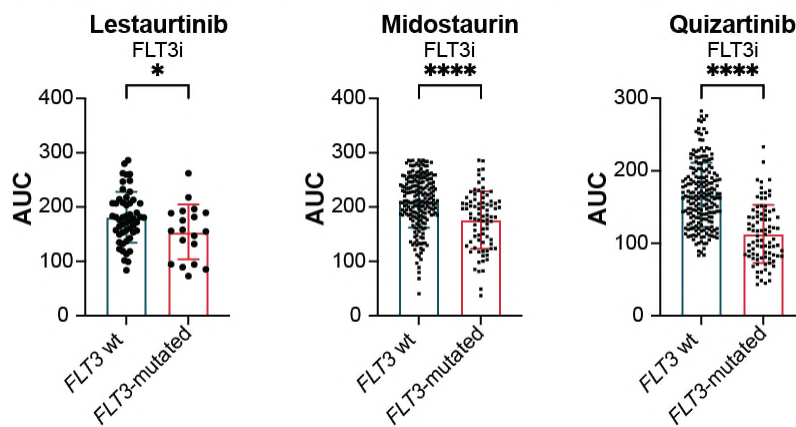 Lestaurtinib
FLT3i
*
AUC
400
300
200
100
0
FLT3 wt
FLT3-mutated
Midostaurin
FLT3i
****
AUC
400
300
200
100
0
FLT3 wt
FLT3-mutated
Quizartinib
FLT3i
****
AUC
300
200
100
0
FLT3 wt
FLT3-mutated